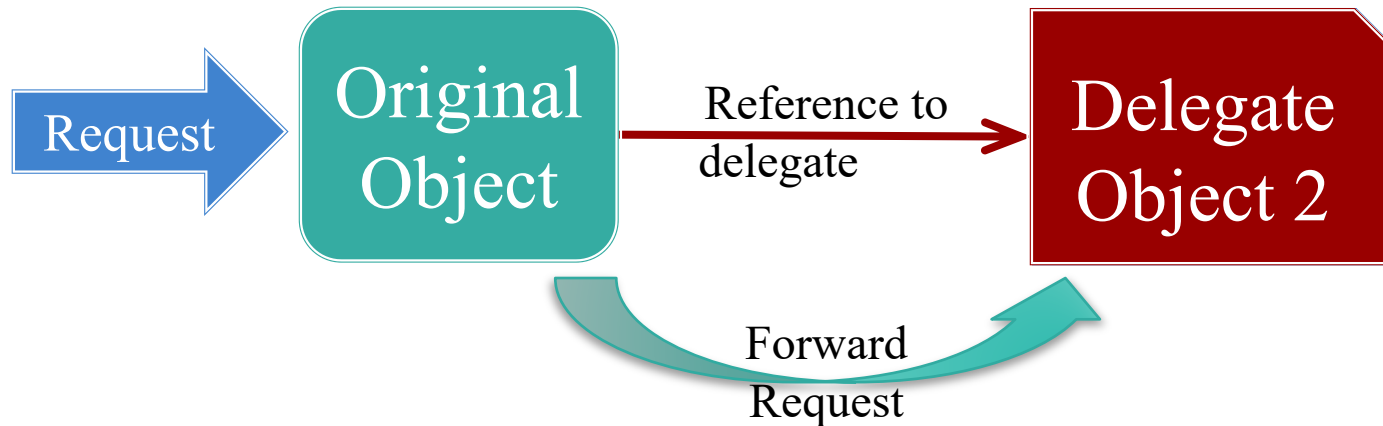 Request
Original
Object
Reference to
delegate
Delegate
Object 2
Forward
Request